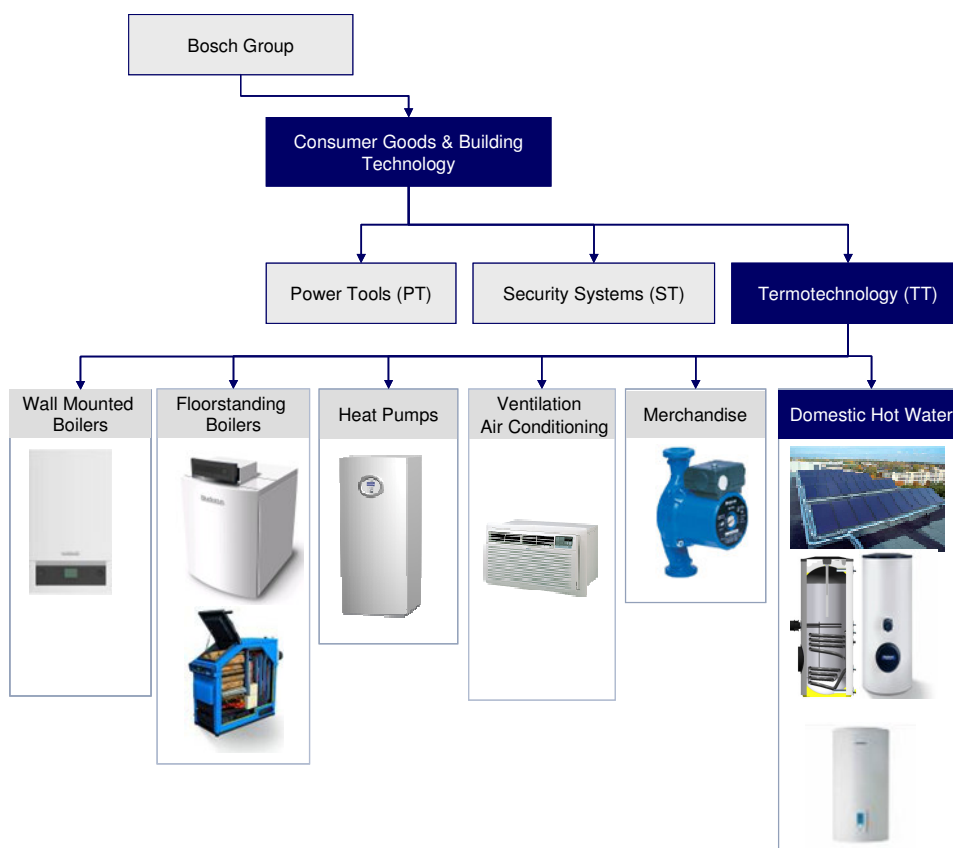 Bosch Group
Consumer Goods & Building
Technology
Power Tools (PT)
Security Systems (ST)
Termotechnology (TT)
Wall Mounted
Boilers
Floorstanding
Boilers
Heat Pumps
Ventilation
Air Conditioning
Merchandise
Domestic Hot Water